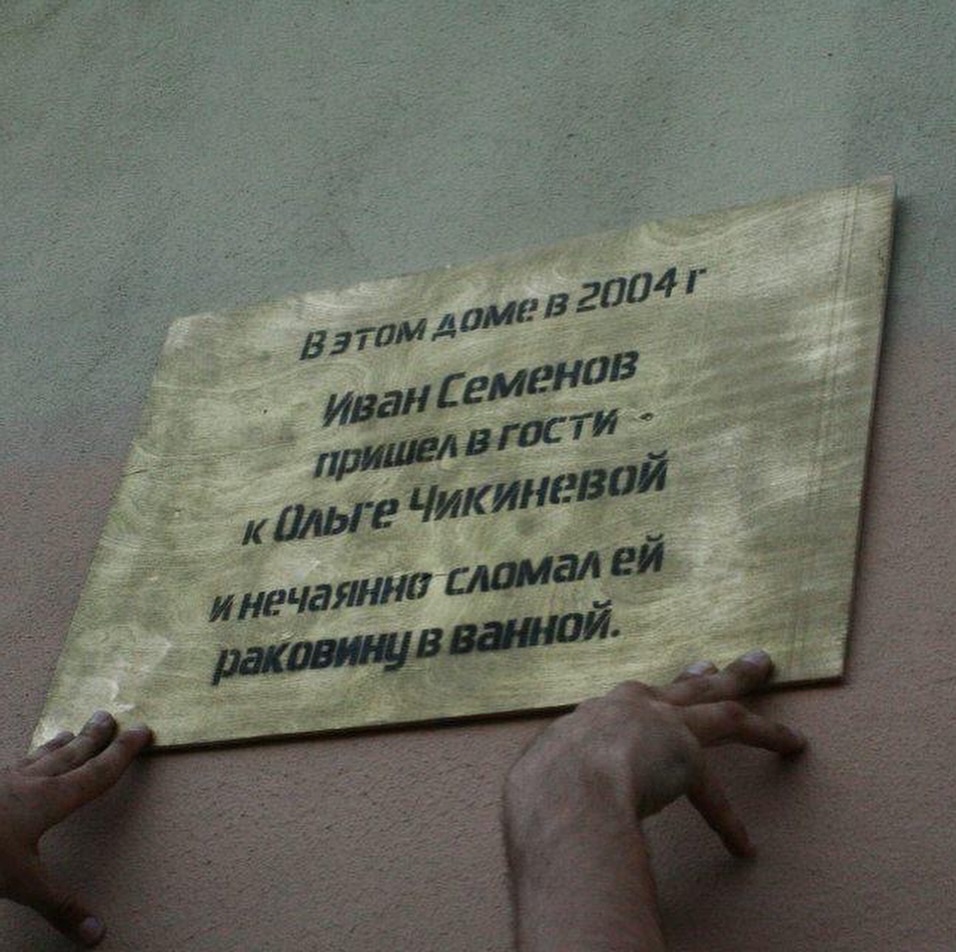 В этом доме в 2004 г
Иван Семенов
пришел в гости
к Ольге Чикиневой
и нечаянно сломал ей
раковину в ванной.